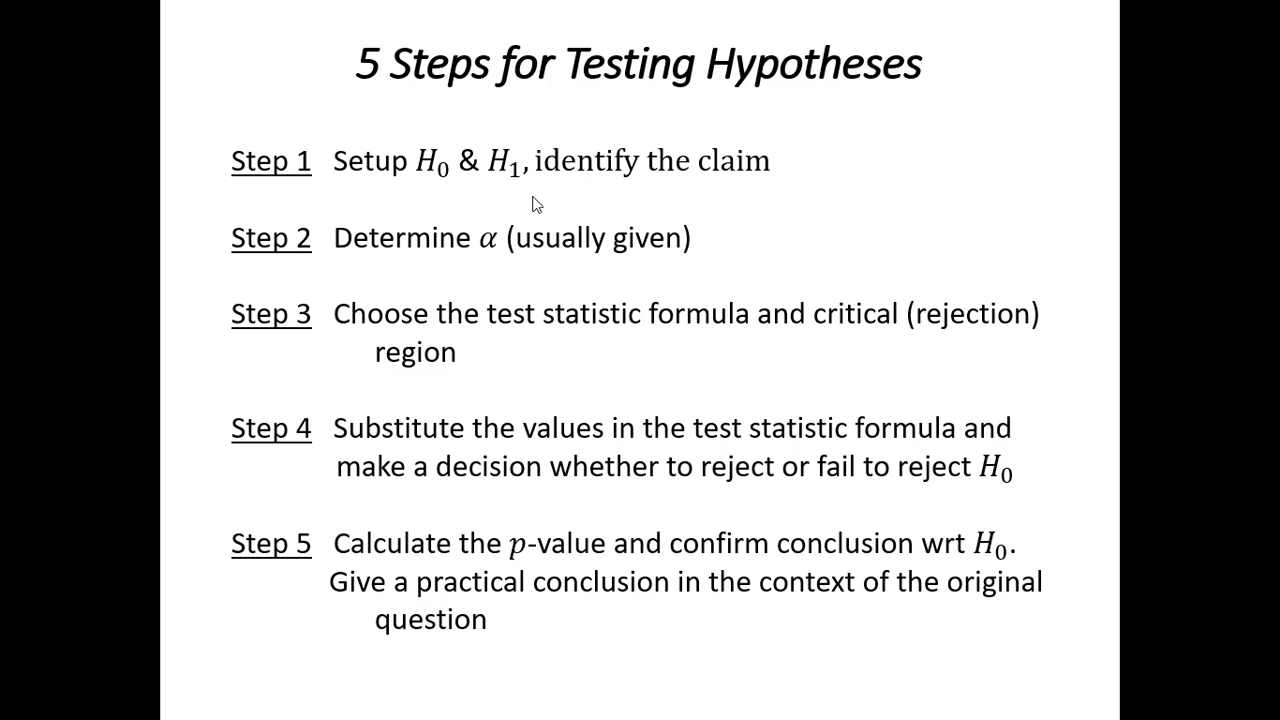 5 Steps for Testing Hypotheses
Step 1 Setup H₀ & H₁, identify the claim
Step 2 Determine α (usually given)
Step 3 Choose the test statistic formula and critical (rejection)
region
Step 4 Substitute the values in the test statistic formula and
make a decision whether to reject or fail to reject H₀
Step 5 Calculate the p-value and confirm conclusion wrt H₀.
Give a practical conclusion in the context of the original
question